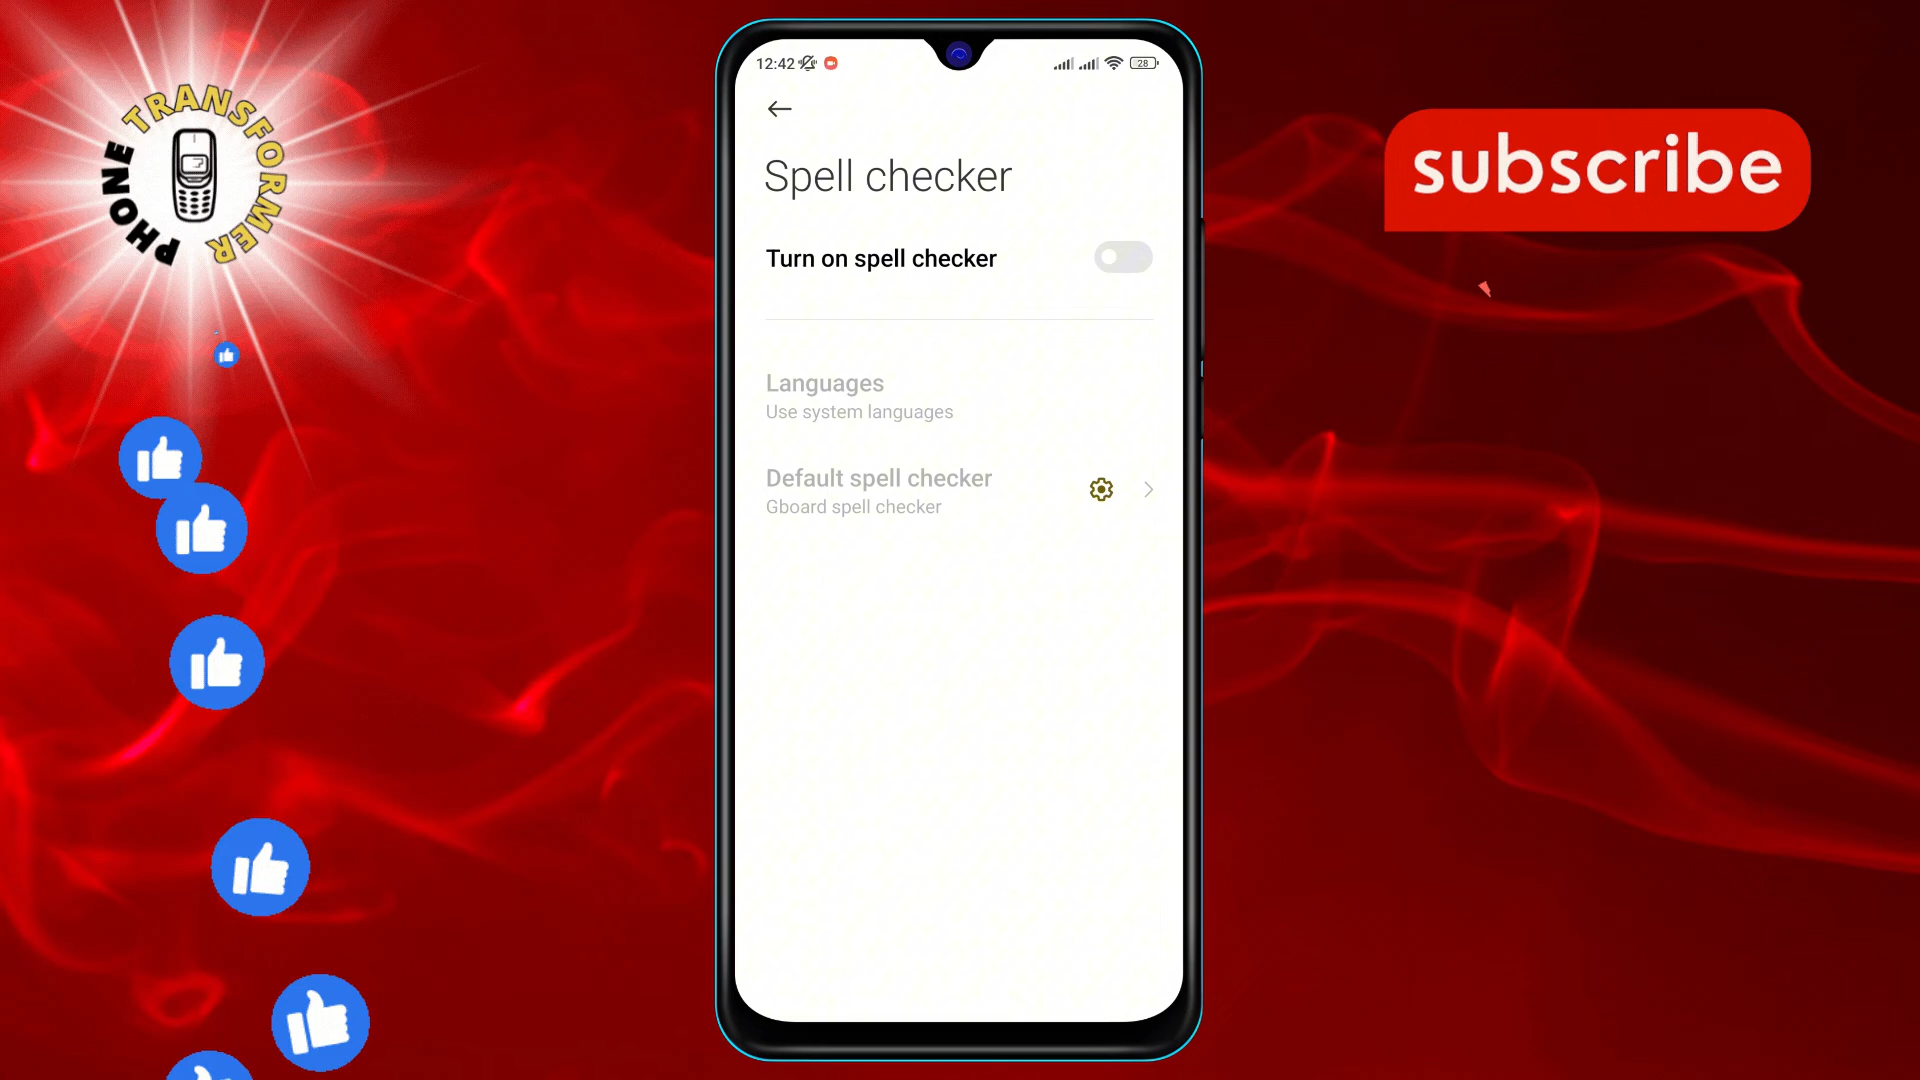 PHONE TRANSFORMER
12:42
28
Spell checker
Turn on spell checker
Languages
Use system languages
Default spell checker
Gboard spell checker
subscribe